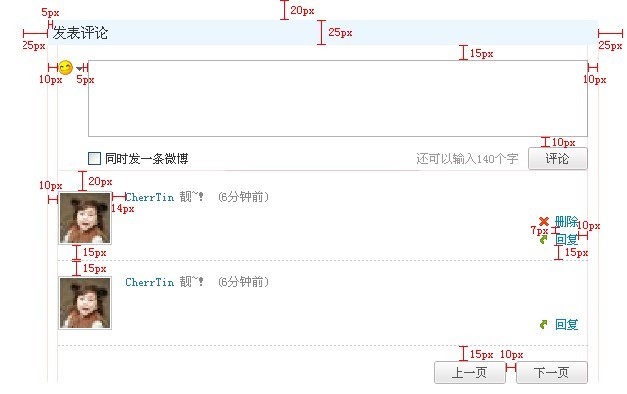 20px
5px
发表评论
25px
25px
25px
15px
10px
5px
10px
10px
同时发一条微博
还可以输入140个字
评论
10px
20px
CherrTin 靓~! (6分钟前)
14px
删除
10px
7px
回复
15px
15px
15px
CherrTin 靓~! (6分钟前)
回复
15px
10px
上一页
下一页